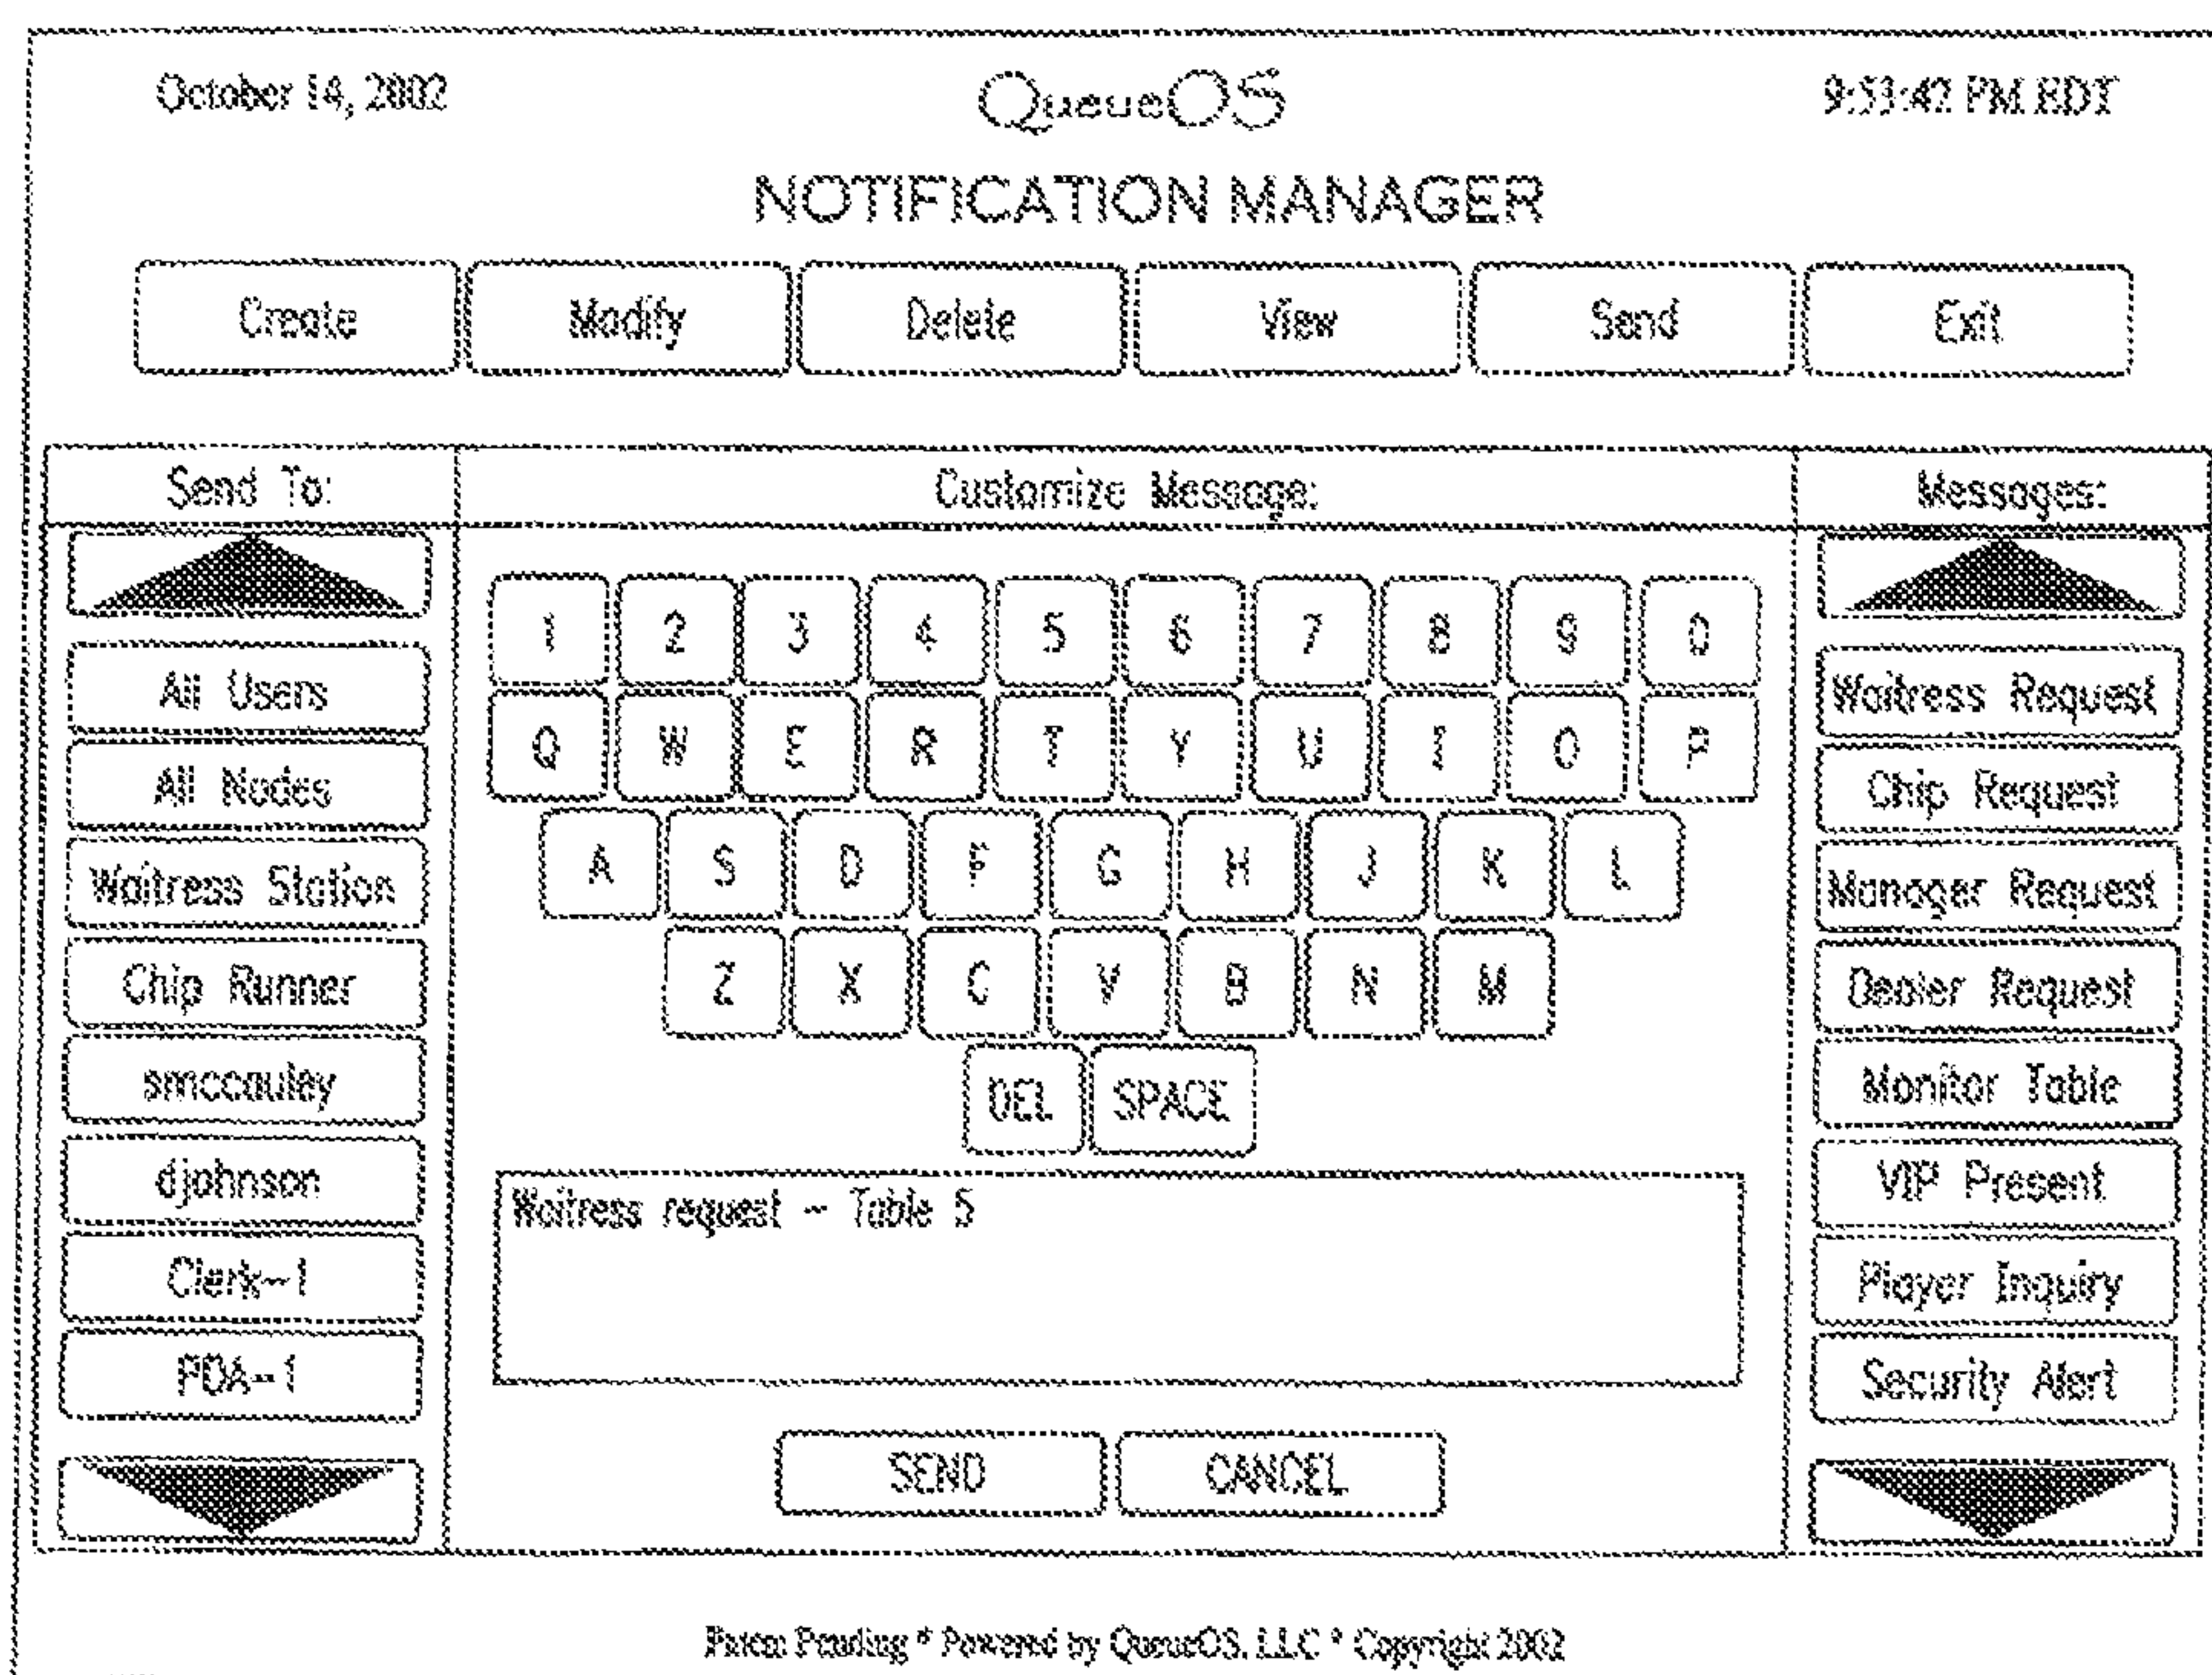 October 14, 2002
QueueOS
9:53:42 PM EDT
NOTIFICATION MANAGER
Create
Modify
Delete
View
Send
Exit
Send To:
Customize Message:
Messages:
All Users
All Nodes
Waitress Station
Chip Runner
smccauley
djohnson
Clerk-1
PDA-1
1 2 3 4 5 6 7 8 9 0
Q W E R T Y U I O P
A S D F G H J K L
Z X C V B N M
DEL SPACE
Waitress request - Table 5
SEND
CANCEL
Waitress Request
Chip Request
Manager Request
Dealer Request
Monitor Table
VIP Present
Player Inquiry
Security Alert
Patent Pending * Powered by QueueOS, LLC * Copyright 2002